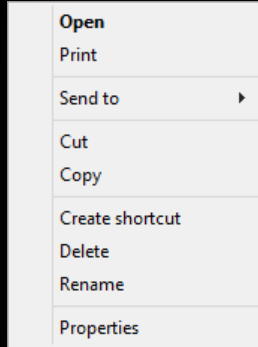 Open
Print
Send to
Cut
Copy
Create shortcut
Delete
Rename
Properties